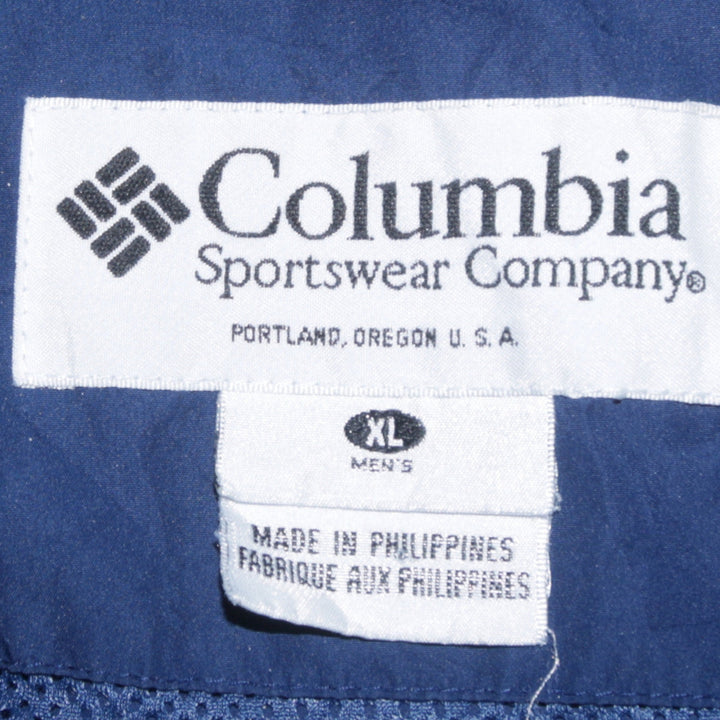 Columbia
Sportswear Company®
PORTLAND, OREGON U.S.A.
XL
MEN'S
MADE IN PHILIPPINES
FABRIQUE AUX PHILIPPINES